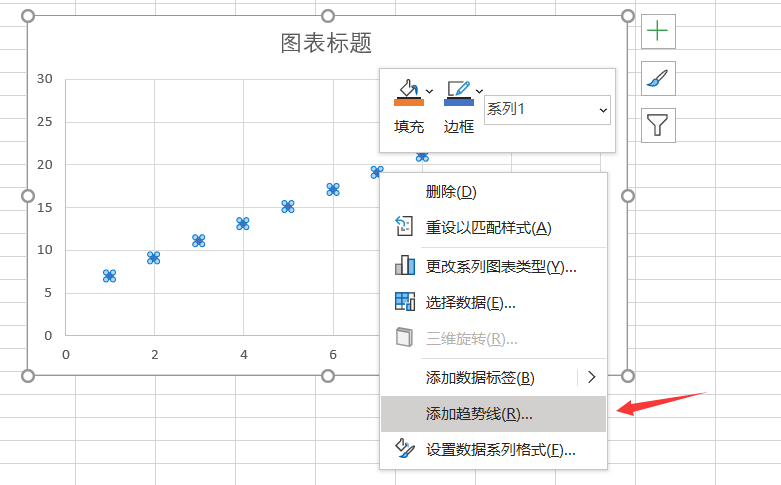 图表标题
30
25
20
15
10
5
0
0 2 4 6
填充 边框 系列1
删除(D)
重设以匹配样式(A)
更改系列图表类型(Y)...
选择数据(E)...
三维旋转(R)...
添加数据标签(B)
添加趋势线(R)...
设置数据系列格式(F)...